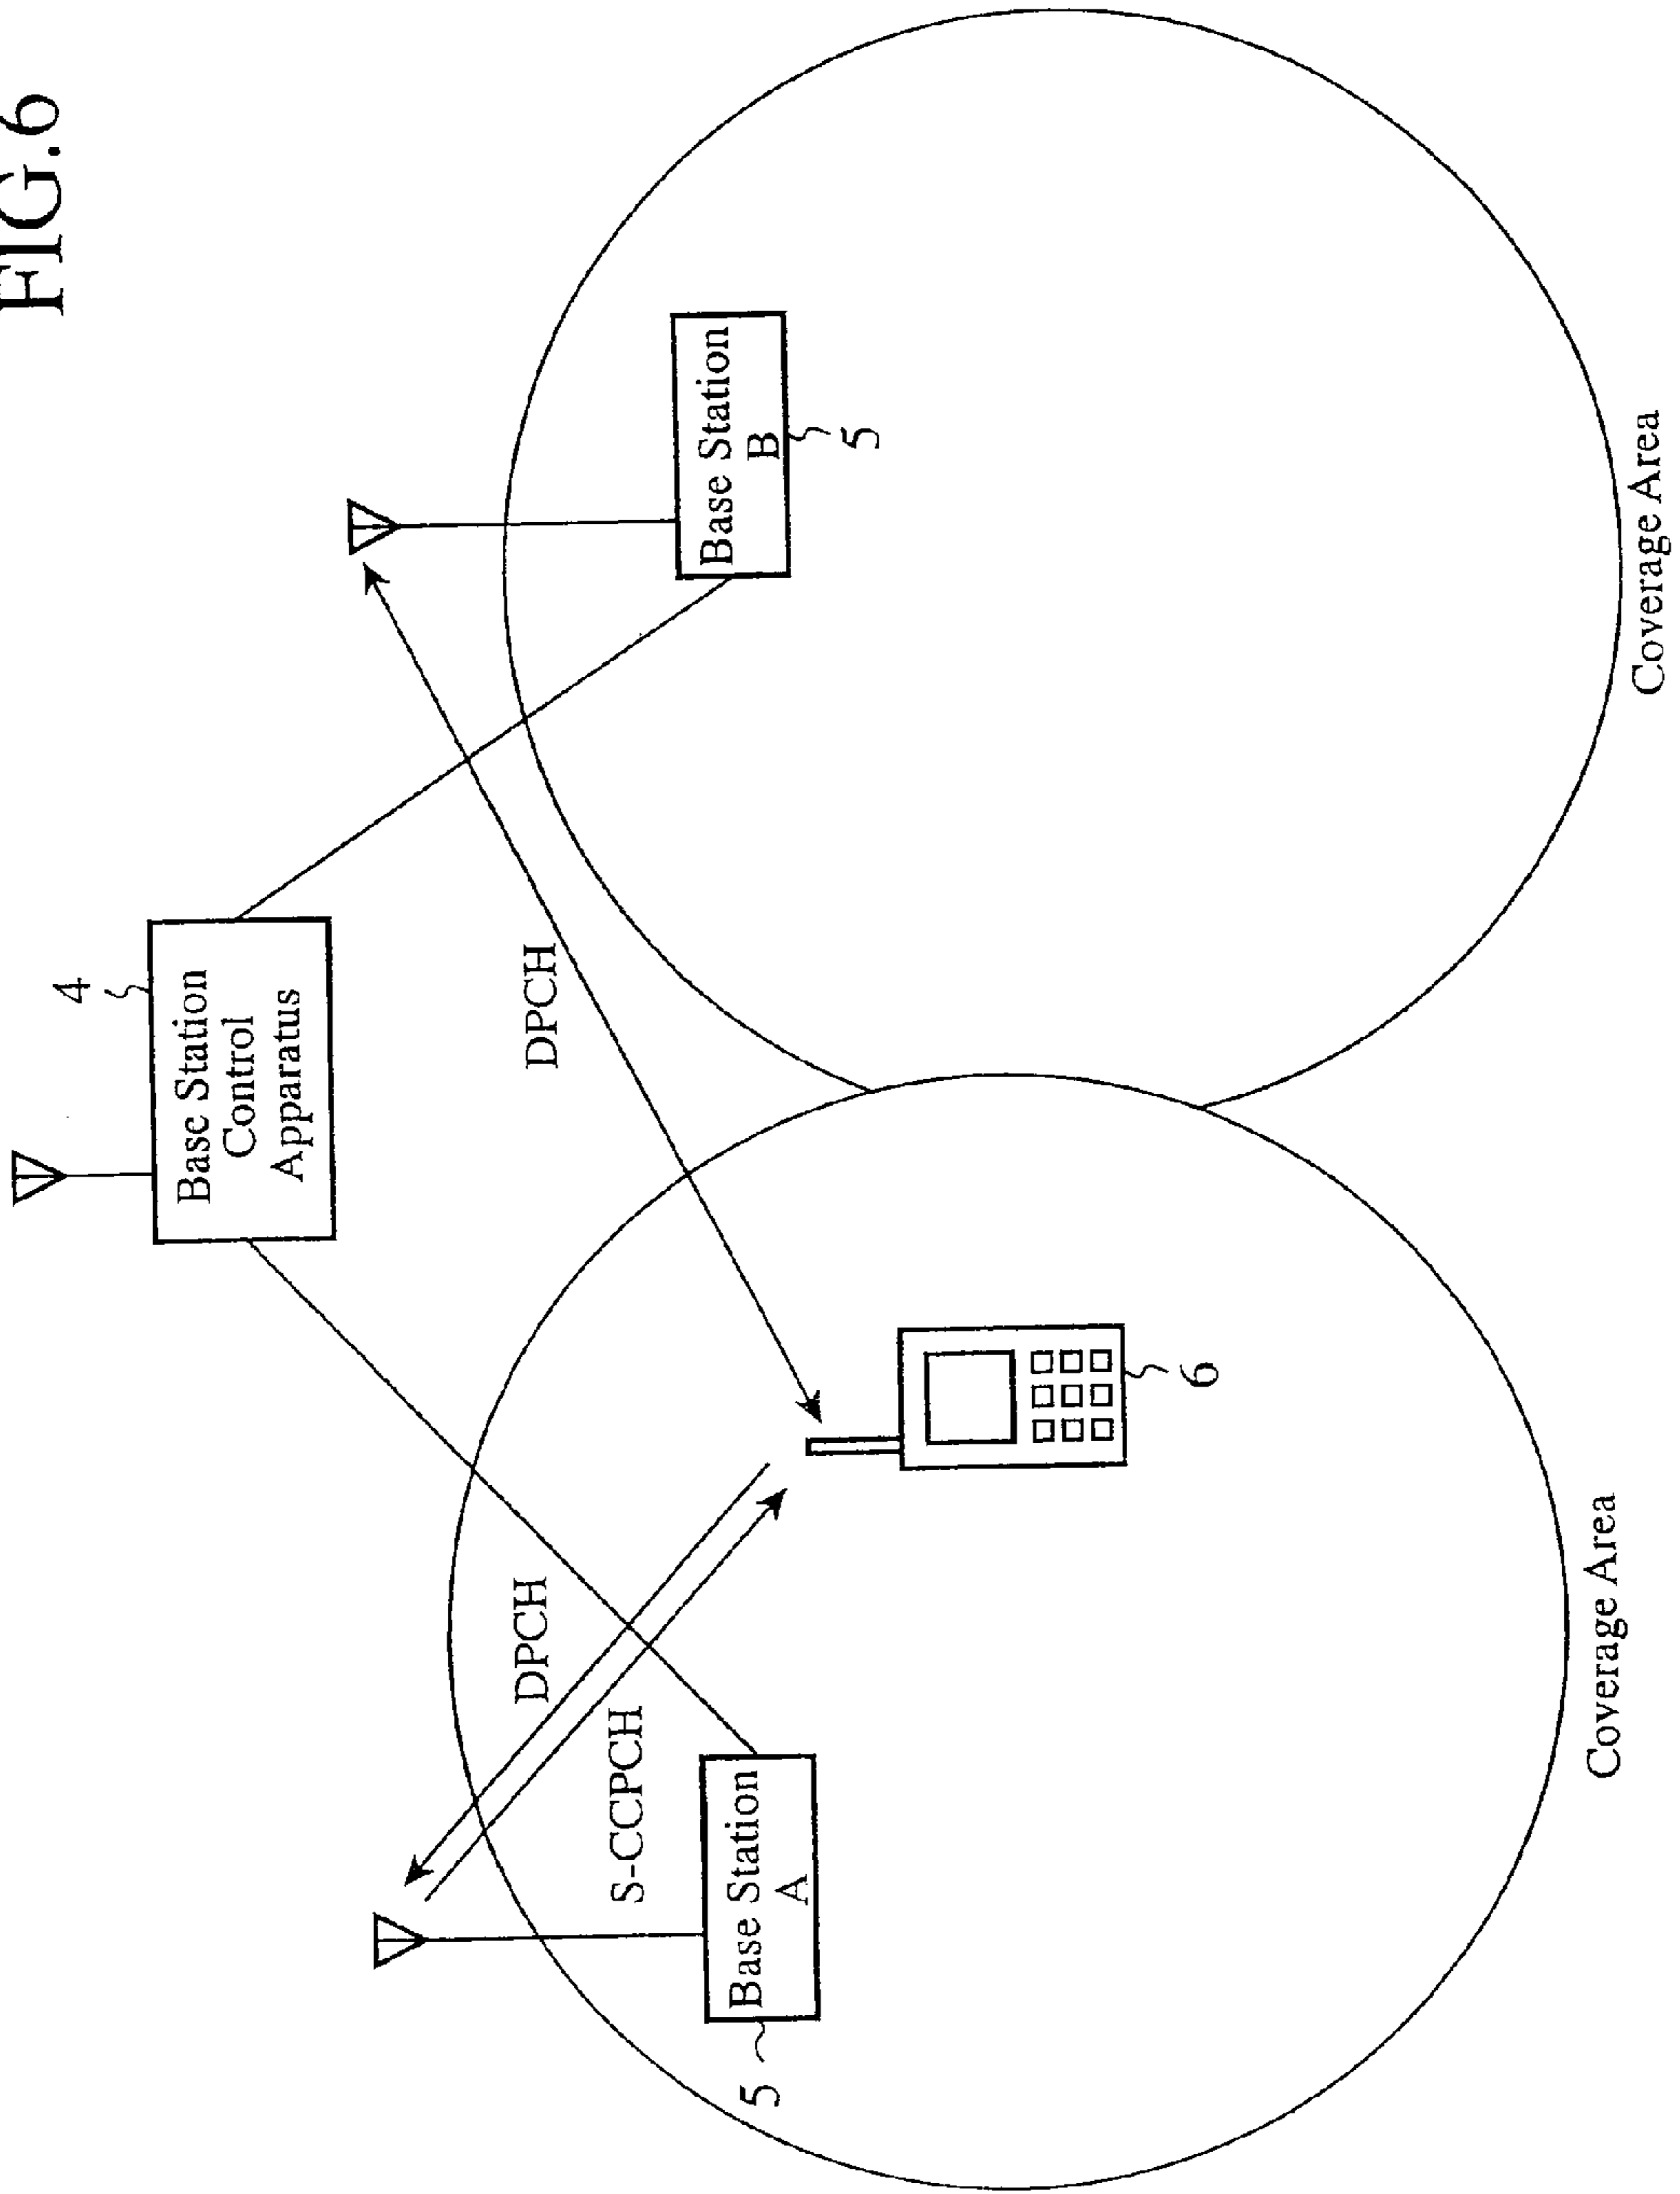 FIG.6
4
Base Station
Control
Apparatus
DPCH
DPCH
S-CCPCH
Base Station
A
5
Base Station
B
5
6
Coverage Area
Coverage Area